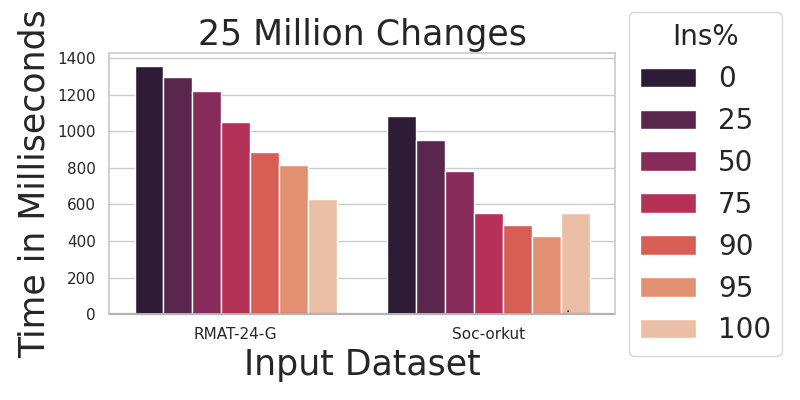 25 Million Changes
Time in Milliseconds
1400
1200
1000
800
600
400
200
0
RMAT-24-G
Soc-orkut
Input Dataset
Ins%
0
25
50
75
90
95
100